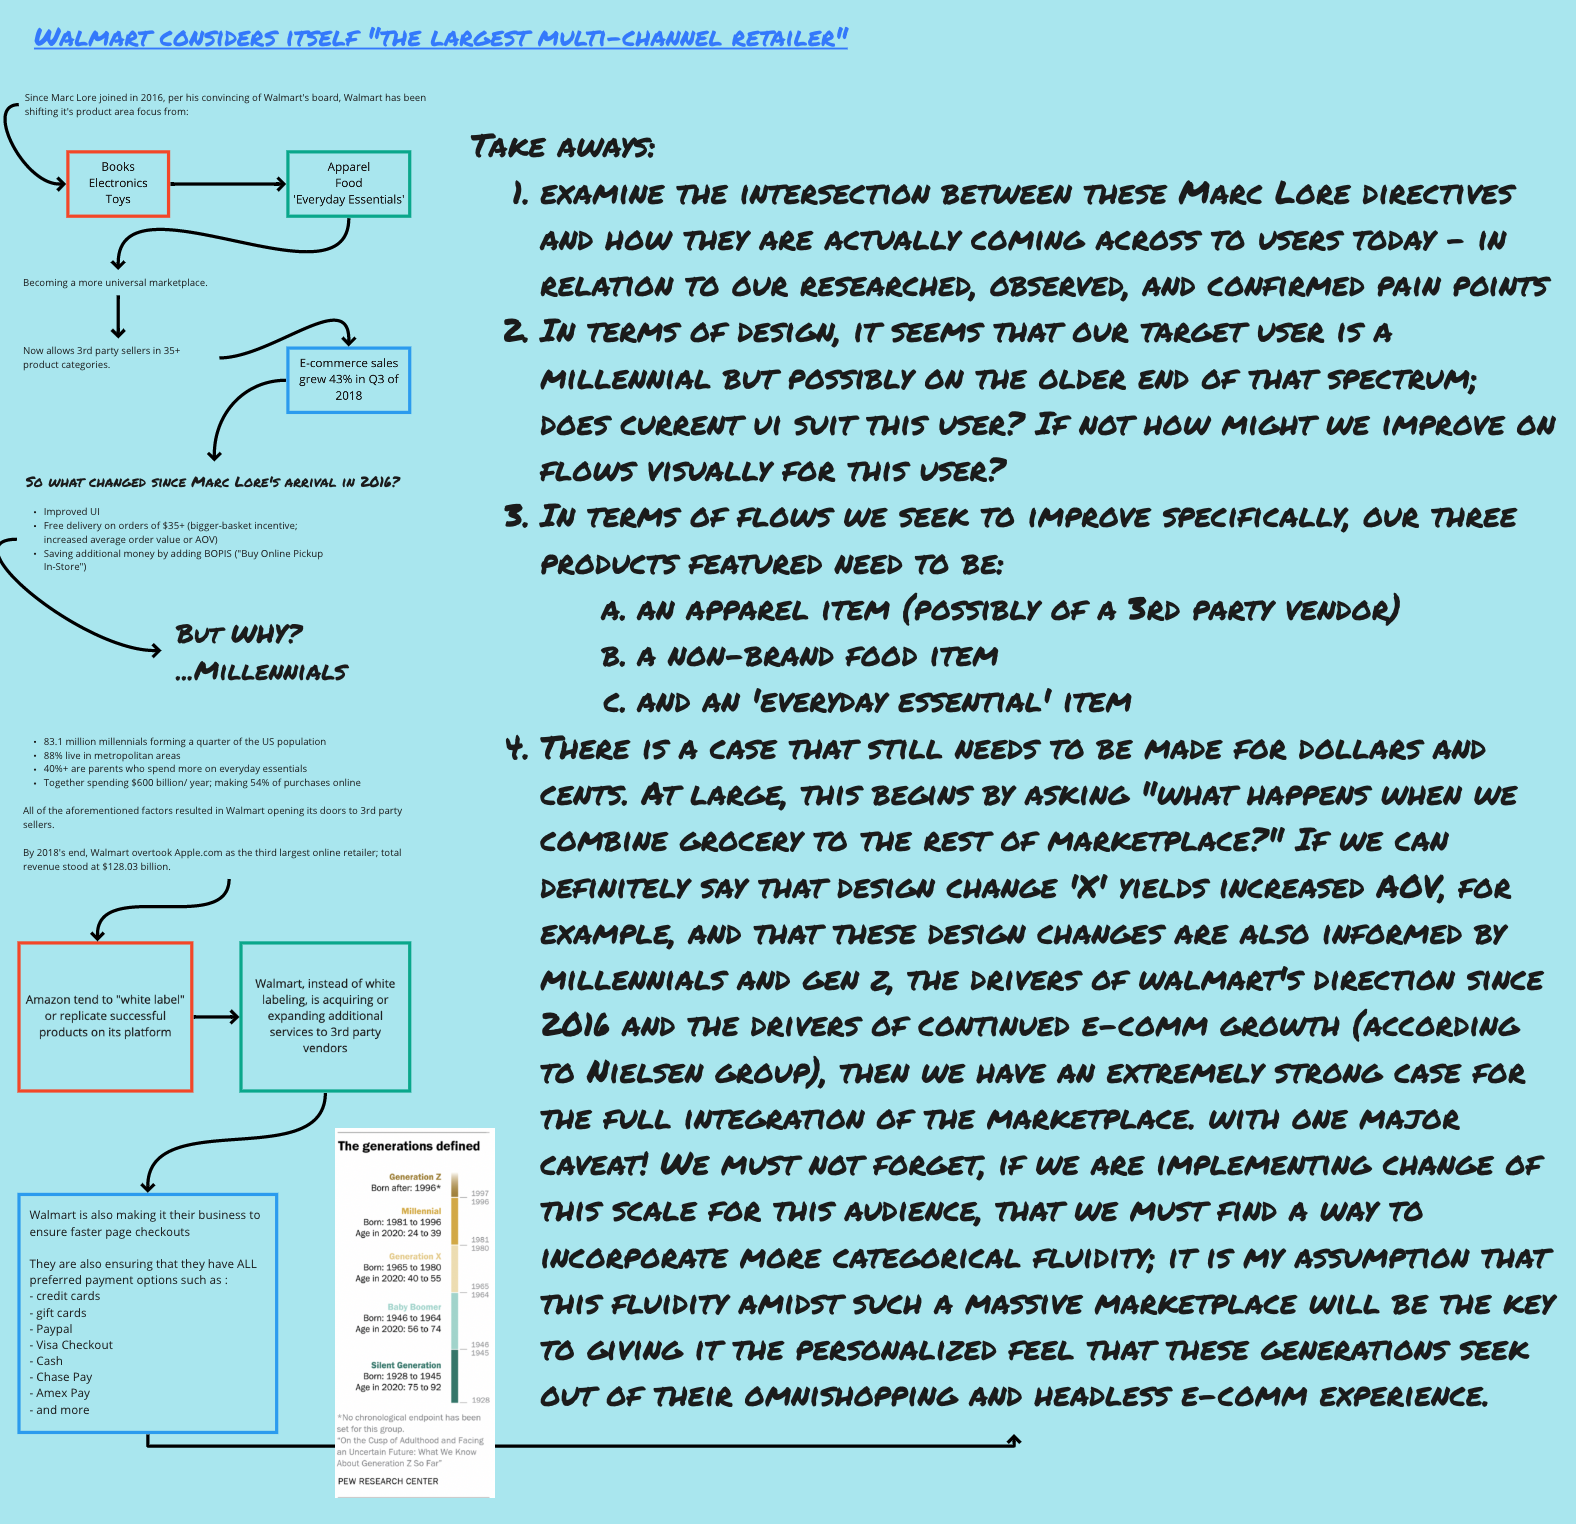 Walmart considers itself "the largest multi-channel retailer"
Since Marc Lore joined in 2016, per his convincing of Walmart's board, Walmart has been
shifting it's product area focus from:
Books
Electronics
Toys
Apparel
Food
'Everyday Essentials'
Becoming a more universal marketplace.
Now allows 3rd party sellers in 35+
product categories.
E-commerce sales
grew 43% in Q3 of
2018
So what changed since Marc Lore's arrival in 2016?
• Improved UI
• Free delivery on orders of $35+ (bigger-basket incentive;
increased average order value or AOV)
• Saving additional money by adding BOPIS ("Buy Online Pickup
In-Store")
But WHY?
...Millennials
• 83.1 million millennials forming a quarter of the US population
• 88% live in metropolitan areas
• 40%+ are parents who spend more on everyday essentials
• Together spending $600 billion/ year; making 54% of purchases online
All of the aforementioned factors resulted in Walmart opening its doors to 3rd party
sellers.
By 2018's end, Walmart overtook Apple.com as the third largest online retailer; total
revenue stood at $128.03 billion.
Amazon tend to "white label"
or replicate successful
products on its platform
Walmart, instead of white
labeling, is acquiring or
expanding additional
services to 3rd party
vendors
Walmart is also making it their business to
ensure faster page checkouts
They are also ensuring that they have ALL
preferred payment options such as :
- credit cards
- gift cards
- Paypal
- Visa Checkout
- Cash
- Chase Pay
- Amex Pay
- and more
The generations defined
Generation Z
Born after: 1996*
1997
1996
Millennial
Born: 1981 to 1996
Age in 2020: 24 to 39
1981
1980
Generation X
Born: 1965 to 1980
Age in 2020: 40 to 55
1965
1964
Baby Boomer
Born: 1946 to 1964
Age in 2020: 56 to 74
1946
1945
Silent Generation
Born: 1928 to 1945
Age in 2020: 75 to 92
1928
*No chronological endpoint has been
set for this group.
"On the Cusp of Adulthood and Facing
an Uncertain Future: What We Know
About Generation Z So Far"
PEW RESEARCH CENTER
Take aways:
1. examine the intersection between these Marc Lore directives
and how they are actually coming across to users today - in
relation to our researched, observed, and confirmed pain points
2. In terms of design, it seems that our target user is a
millennial but possibly on the older end of that spectrum;
does current ui suit this user? If not how might we improve on
flows visually for this user?
3. In terms of flows we seek to improve specifically, our three
products featured need to be:
a. an apparel item (possibly of a 3rd party vendor)
b. a non-brand food item
c. and an 'everyday essential' item
4. There is a case that still needs to be made for dollars and
cents. At large, this begins by asking "what happens when we
combine grocery to the rest of marketplace?" If we can
definitely say that design change 'X' yields increased AOV, for
example, and that these design changes are also informed by
millennials and gen z, the drivers of walmart's direction since
2016 and the drivers of continued e-comm growth (according
to Nielsen group), then we have an extremely strong case for
the full integration of the marketplace. with one major
caveat! We must not forget, if we are implementing change of
this scale for this audience, that we must find a way to
incorporate more categorical fluidity; it is my assumption that
this fluidity amidst such a massive marketplace will be the key
to giving it the personalized feel that these generations seek
out of their omnishopping and headless e-comm experience.